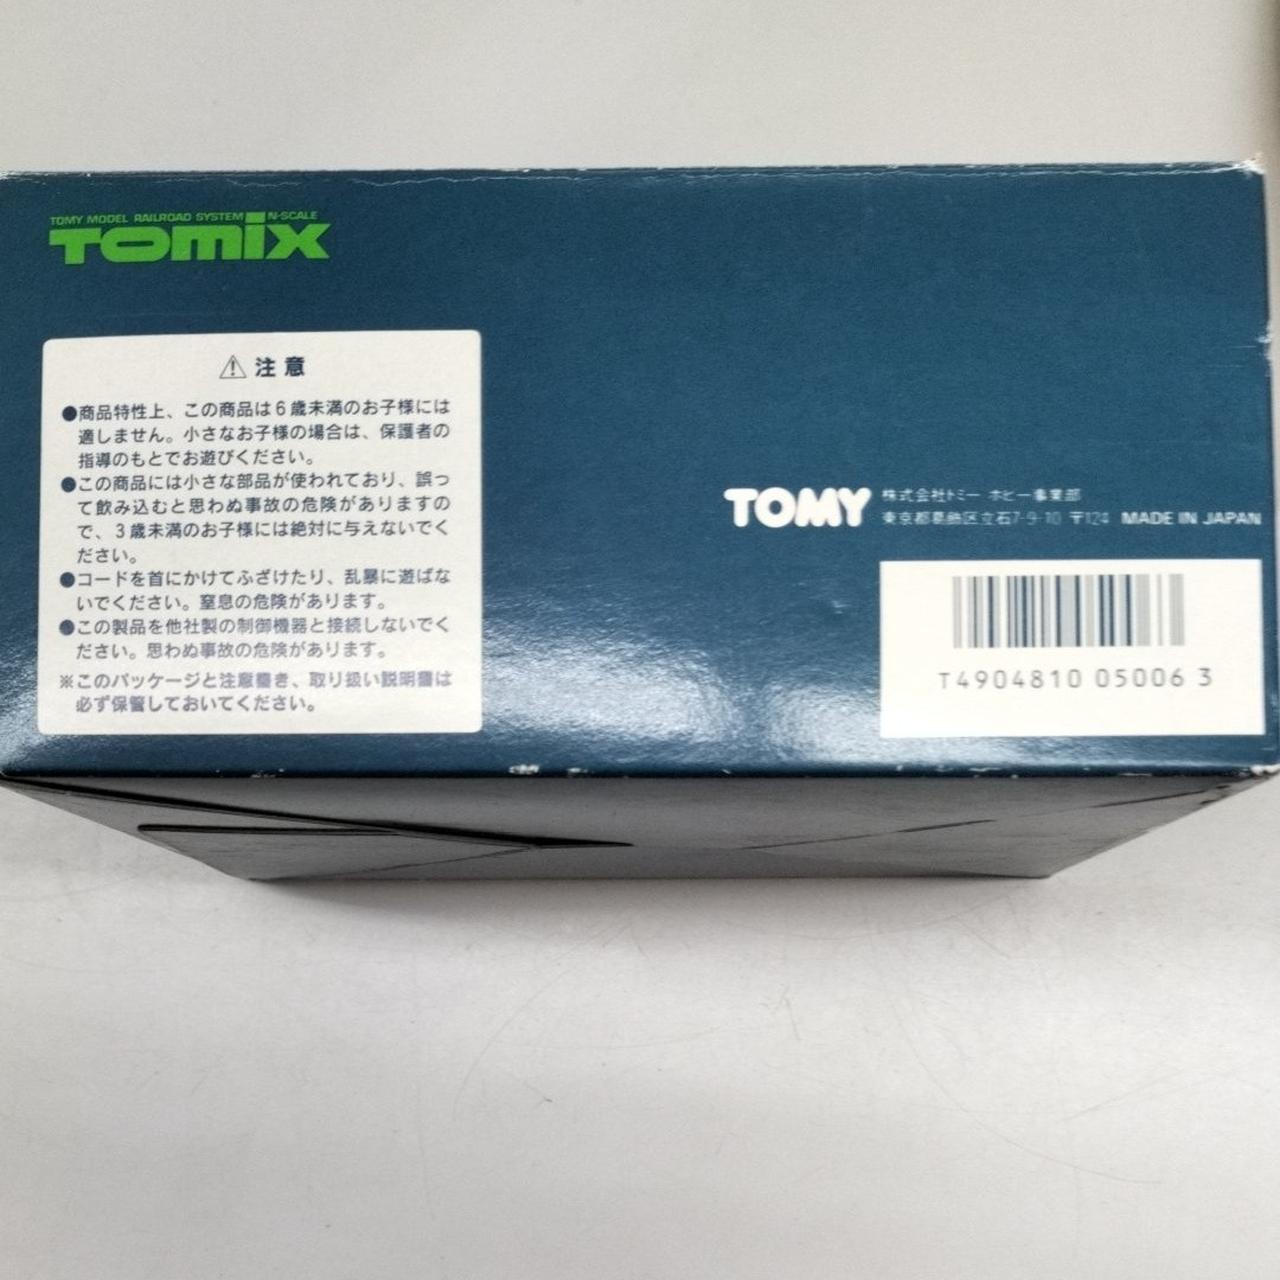 TOMY MODEL RAILROAD SYSTEM N-SCALE
TOMIX
⚠注意
●商品特性上、この商品は6歳未満のお子様には
適しません。小さなお子様の場合は、保護者の
指導のもとでお遊びください。
●この商品には小さな部品が使われており、誤っ
て飲み込むと思わぬ事故の危険がありますの
で、3歳未満のお子様には絶対に与えないでく
ださい。
●コードを首にかけてふざけたり、乱暴に遊ばな
いでください。窒息の危険があります。
●この製品を他社製の制御機器と接続しないでく
ださい。思わぬ事故の危険があります。
※このパッケージと注意書き、取り扱い説明書は
必ず保管しておいてください。
TOMY 株式会社トミー ホビー事業部
東京都葛飾区立石7-9-10 〒124 MADE IN JAPAN
T4904810 05006 3